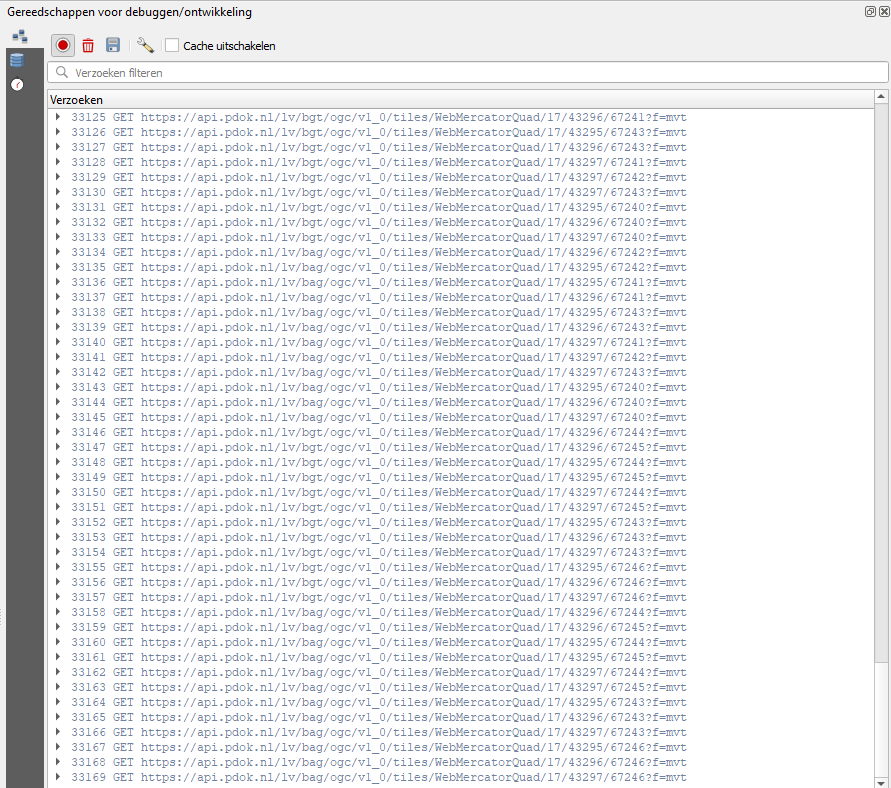 Gereedschappen voor debuggen/ontwikkeling
Cache uitschakelen
Verzoeken filteren
Verzoeken
33125 GET https://api.pdok.nl/lv/bgt/ogc/v1_0/tiles/WebMercatorQuad/17/43296/67241?f=mvt
33126 GET https://api.pdok.nl/lv/bgt/ogc/v1_0/tiles/WebMercatorQuad/17/43295/67243?f=mvt
33127 GET https://api.pdok.nl/lv/bgt/ogc/v1_0/tiles/WebMercatorQuad/17/43296/67243?f=mvt
33128 GET https://api.pdok.nl/lv/bgt/ogc/v1_0/tiles/WebMercatorQuad/17/43297/67241?f=mvt
33129 GET https://api.pdok.nl/lv/bgt/ogc/v1_0/tiles/WebMercatorQuad/17/43297/67242?f=mvt
33130 GET https://api.pdok.nl/lv/bgt/ogc/v1_0/tiles/WebMercatorQuad/17/43297/67243?f=mvt
33131 GET https://api.pdok.nl/lv/bgt/ogc/v1_0/tiles/WebMercatorQuad/17/43295/67240?f=mvt
33132 GET https://api.pdok.nl/lv/bgt/ogc/v1_0/tiles/WebMercatorQuad/17/43296/67240?f=mvt
33133 GET https://api.pdok.nl/lv/bgt/ogc/v1_0/tiles/WebMercatorQuad/17/43297/67240?f=mvt
33134 GET https://api.pdok.nl/lv/bag/ogc/v1_0/tiles/WebMercatorQuad/17/43296/67242?f=mvt
33135 GET https://api.pdok.nl/lv/bag/ogc/v1_0/tiles/WebMercatorQuad/17/43295/67242?f=mvt
33136 GET https://api.pdok.nl/lv/bag/ogc/v1_0/tiles/WebMercatorQuad/17/43295/67241?f=mvt
33137 GET https://api.pdok.nl/lv/bag/ogc/v1_0/tiles/WebMercatorQuad/17/43296/67241?f=mvt
33138 GET https://api.pdok.nl/lv/bag/ogc/v1_0/tiles/WebMercatorQuad/17/43295/67243?f=mvt
33139 GET https://api.pdok.nl/lv/bag/ogc/v1_0/tiles/WebMercatorQuad/17/43296/67243?f=mvt
33140 GET https://api.pdok.nl/lv/bag/ogc/v1_0/tiles/WebMercatorQuad/17/43297/67241?f=mvt
33141 GET https://api.pdok.nl/lv/bag/ogc/v1_0/tiles/WebMercatorQuad/17/43297/67242?f=mvt
33142 GET https://api.pdok.nl/lv/bag/ogc/v1_0/tiles/WebMercatorQuad/17/43297/67243?f=mvt
33143 GET https://api.pdok.nl/lv/bag/ogc/v1_0/tiles/WebMercatorQuad/17/43295/67240?f=mvt
33144 GET https://api.pdok.nl/lv/bag/ogc/v1_0/tiles/WebMercatorQuad/17/43296/67240?f=mvt
33145 GET https://api.pdok.nl/lv/bag/ogc/v1_0/tiles/WebMercatorQuad/17/43297/67240?f=mvt
33146 GET https://api.pdok.nl/lv/bgt/ogc/v1_0/tiles/WebMercatorQuad/17/43296/67244?f=mvt
33147 GET https://api.pdok.nl/lv/bgt/ogc/v1_0/tiles/WebMercatorQuad/17/43296/67245?f=mvt
33148 GET https://api.pdok.nl/lv/bgt/ogc/v1_0/tiles/WebMercatorQuad/17/43295/67244?f=mvt
33149 GET https://api.pdok.nl/lv/bgt/ogc/v1_0/tiles/WebMercatorQuad/17/43295/67245?f=mvt
33150 GET https://api.pdok.nl/lv/bgt/ogc/v1_0/tiles/WebMercatorQuad/17/43297/67244?f=mvt
33151 GET https://api.pdok.nl/lv/bgt/ogc/v1_0/tiles/WebMercatorQuad/17/43297/67245?f=mvt
33152 GET https://api.pdok.nl/lv/bgt/ogc/v1_0/tiles/WebMercatorQuad/17/43295/67243?f=mvt
33153 GET https://api.pdok.nl/lv/bgt/ogc/v1_0/tiles/WebMercatorQuad/17/43296/67243?f=mvt
33154 GET https://api.pdok.nl/lv/bgt/ogc/v1_0/tiles/WebMercatorQuad/17/43297/67243?f=mvt
33155 GET https://api.pdok.nl/lv/bgt/ogc/v1_0/tiles/WebMercatorQuad/17/43295/67246?f=mvt
33156 GET https://api.pdok.nl/lv/bgt/ogc/v1_0/tiles/WebMercatorQuad/17/43296/67246?f=mvt
33157 GET https://api.pdok.nl/lv/bgt/ogc/v1_0/tiles/WebMercatorQuad/17/43297/67246?f=mvt
33158 GET https://api.pdok.nl/lv/bag/ogc/v1_0/tiles/WebMercatorQuad/17/43296/67244?f=mvt
33159 GET https://api.pdok.nl/lv/bag/ogc/v1_0/tiles/WebMercatorQuad/17/43296/67245?f=mvt
33160 GET https://api.pdok.nl/lv/bag/ogc/v1_0/tiles/WebMercatorQuad/17/43295/67244?f=mvt
33161 GET https://api.pdok.nl/lv/bag/ogc/v1_0/tiles/WebMercatorQuad/17/43295/67245?f=mvt
33162 GET https://api.pdok.nl/lv/bag/ogc/v1_0/tiles/WebMercatorQuad/17/43297/67244?f=mvt
33163 GET https://api.pdok.nl/lv/bag/ogc/v1_0/tiles/WebMercatorQuad/17/43297/67245?f=mvt
33164 GET https://api.pdok.nl/lv/bag/ogc/v1_0/tiles/WebMercatorQuad/17/43295/67243?f=mvt
33165 GET https://api.pdok.nl/lv/bag/ogc/v1_0/tiles/WebMercatorQuad/17/43296/67243?f=mvt
33166 GET https://api.pdok.nl/lv/bag/ogc/v1_0/tiles/WebMercatorQuad/17/43297/67243?f=mvt
33167 GET https://api.pdok.nl/lv/bag/ogc/v1_0/tiles/WebMercatorQuad/17/43295/67246?f=mvt
33168 GET https://api.pdok.nl/lv/bag/ogc/v1_0/tiles/WebMercatorQuad/17/43296/67246?f=mvt
33169 GET https://api.pdok.nl/lv/bag/ogc/v1_0/tiles/WebMercatorQuad/17/43297/67246?f=mvt